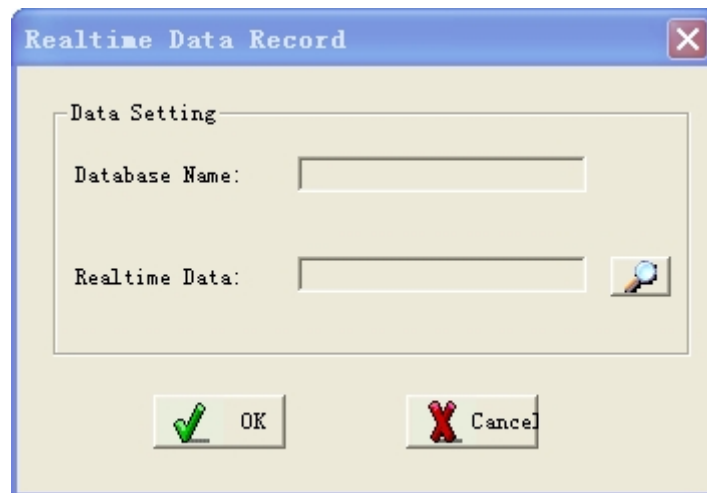 Realtime Data Record
Data Setting
Database Name:
Realtime Data:
OK
Cancel